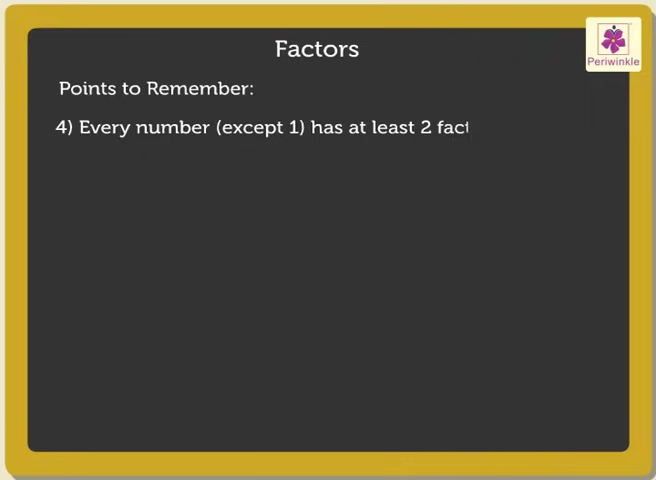 Factors
Periwinkle
Points to Remember:
4) Every number (except 1) has at least 2 fact